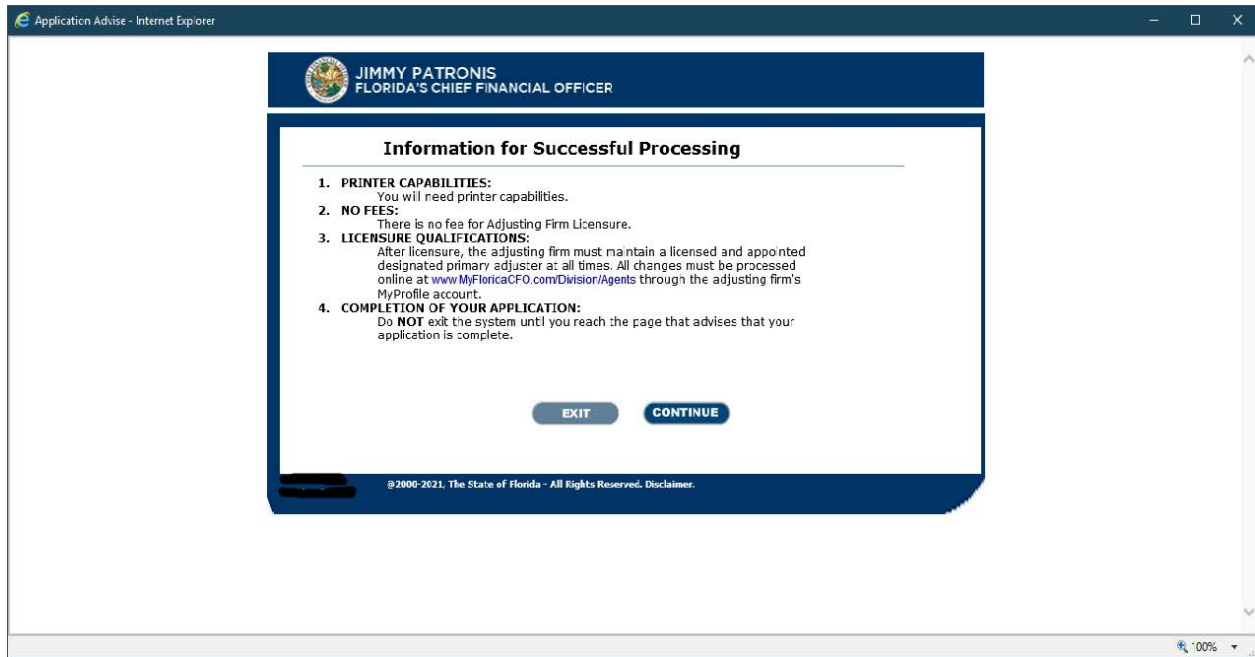 Application Advise - Internet Explorer
JIMMY PATRONIS
FLORIDA'S CHIEF FINANCIAL OFFICER
Information for Successful Processing
1. PRINTER CAPABILITIES:
You will need printer capabilities.
2. NO FEES:
There is no fee for Adjusting Firm Licensure.
3. LICENSURE QUALIFICATIONS:
After licensure, the adjusting firm must maintain a licensed and appointed
designated primary adjuster at all times. All changes must be processed
online at www.MyFloridaCFO.com/Division/Agents through the adjusting firm's
MyProfile account.
4. COMPLETION OF YOUR APPLICATION:
Do NOT exit the system until you reach the page that advises that your
application is complete.
EXIT CONTINUE
@2000-2021, The State of Florida - All Rights Reserved. Disclaimer.
100%